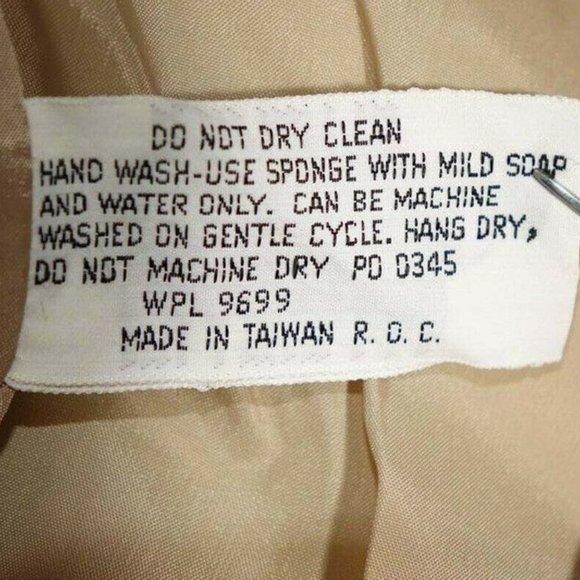 DO NOT DRY CLEAN
HAND WASH-USE SPONGE WITH MILD SOAP
AND WATER ONLY. CAN BE MACHINE
WASHED ON GENTLE CYCLE. HANG DRY,
DO NOT MACHINE DRY PO 0345
WPL 9699
MADE IN TAIWAN R. O. C.